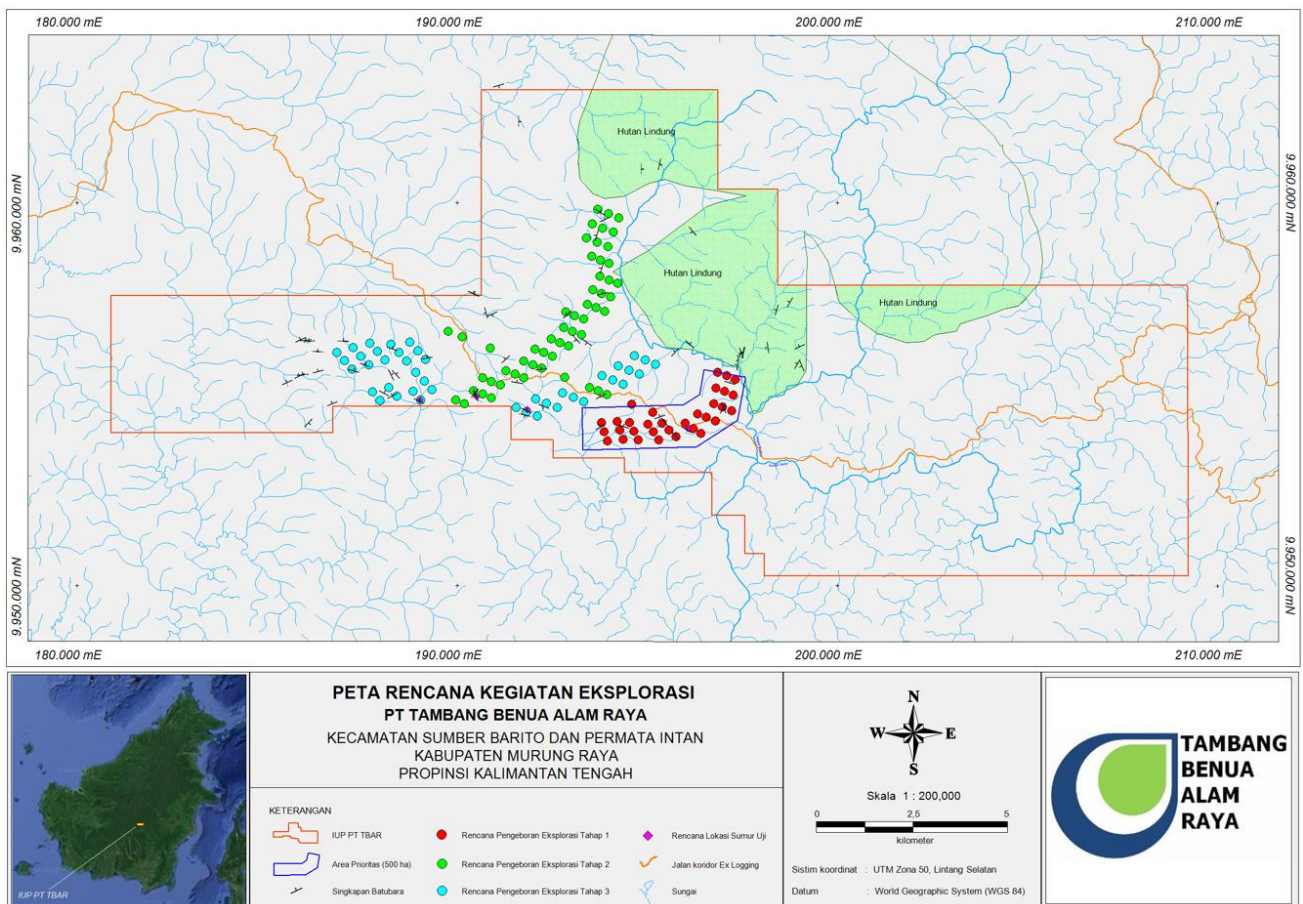 180.000 mE
190.000 mE
200.000 mE
210.000 mE
9.960.000 mN
9.960.000 mN
Hutan Lindung
Hutan Lindung
Hutan Lindung
9.950.000 mN
9.950.000 mN
180.000 mE
190.000 mE
200.000 mE
210.000 mE
IUP PT TBAR
PETA RENCANA KEGIATAN EKSPLORASI
PT TAMBANG BENUA ALAM RAYA
KECAMATAN SUMBER BARITO DAN PERMATA INTAN
KABUPATEN MURUNG RAYA
PROPINSI KALIMANTAN TENGAH
KETERANGAN
IUP PT TBAR
Rencana Pengeboran Eksplorasi Tahap 1
Rencana Lokasi Sumur Uji
Area Prioritas (500 ha)
Rencana Pengeboran Eksplorasi Tahap 2
Jalan koridor Ex Logging
Singkapan Batubara
Rencana Pengeboran Eksplorasi Tahap 3
Sungai
N
W E
S
Skala 1 : 200,000
0 2,5 5
kilometer
Sistim koordinat : UTM Zona 50, Lintang Selatan
Datum : World Geographic System (WGS 84)
TAMBANG
BENUA
ALAM
RAYA